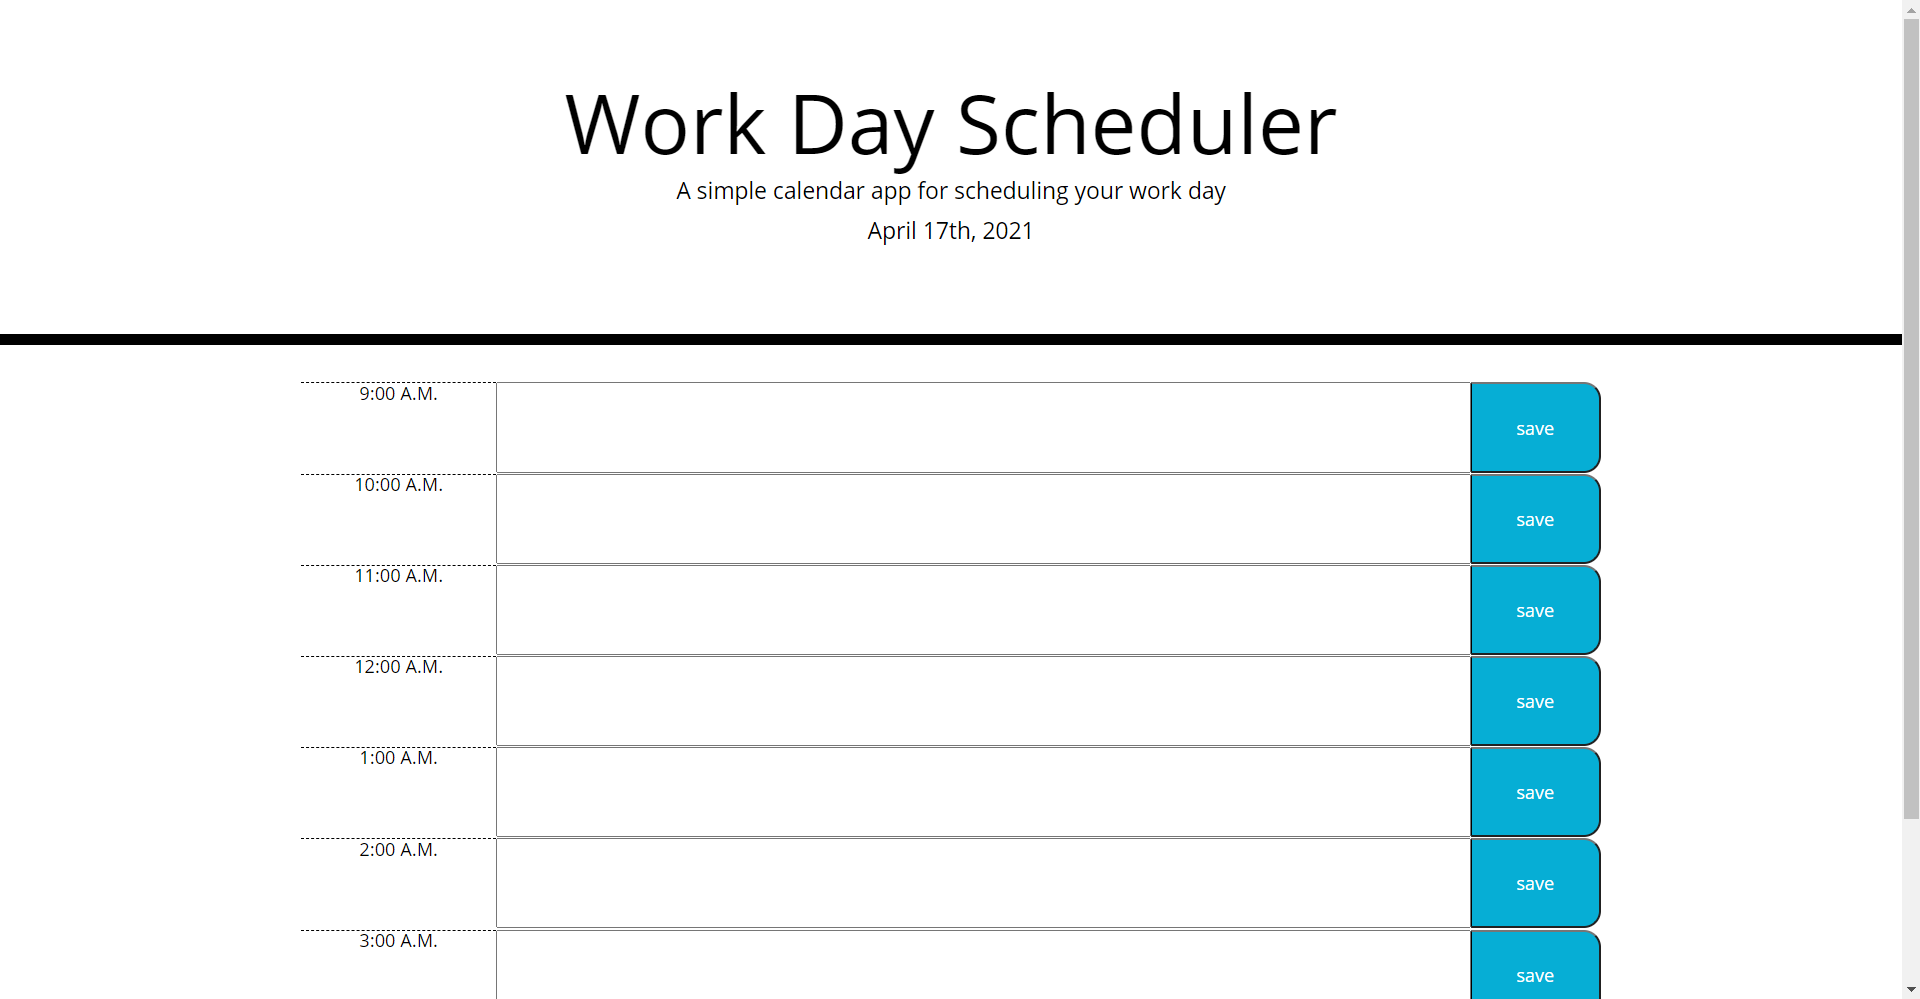 Work Day Scheduler
A simple calendar app for scheduling your work day
April 17th, 2021
9:00 A.M.
save
10:00 A.M.
save
11:00 A.M.
save
12:00 A.M.
save
1:00 A.M.
save
2:00 A.M.
save
3:00 A.M.
save